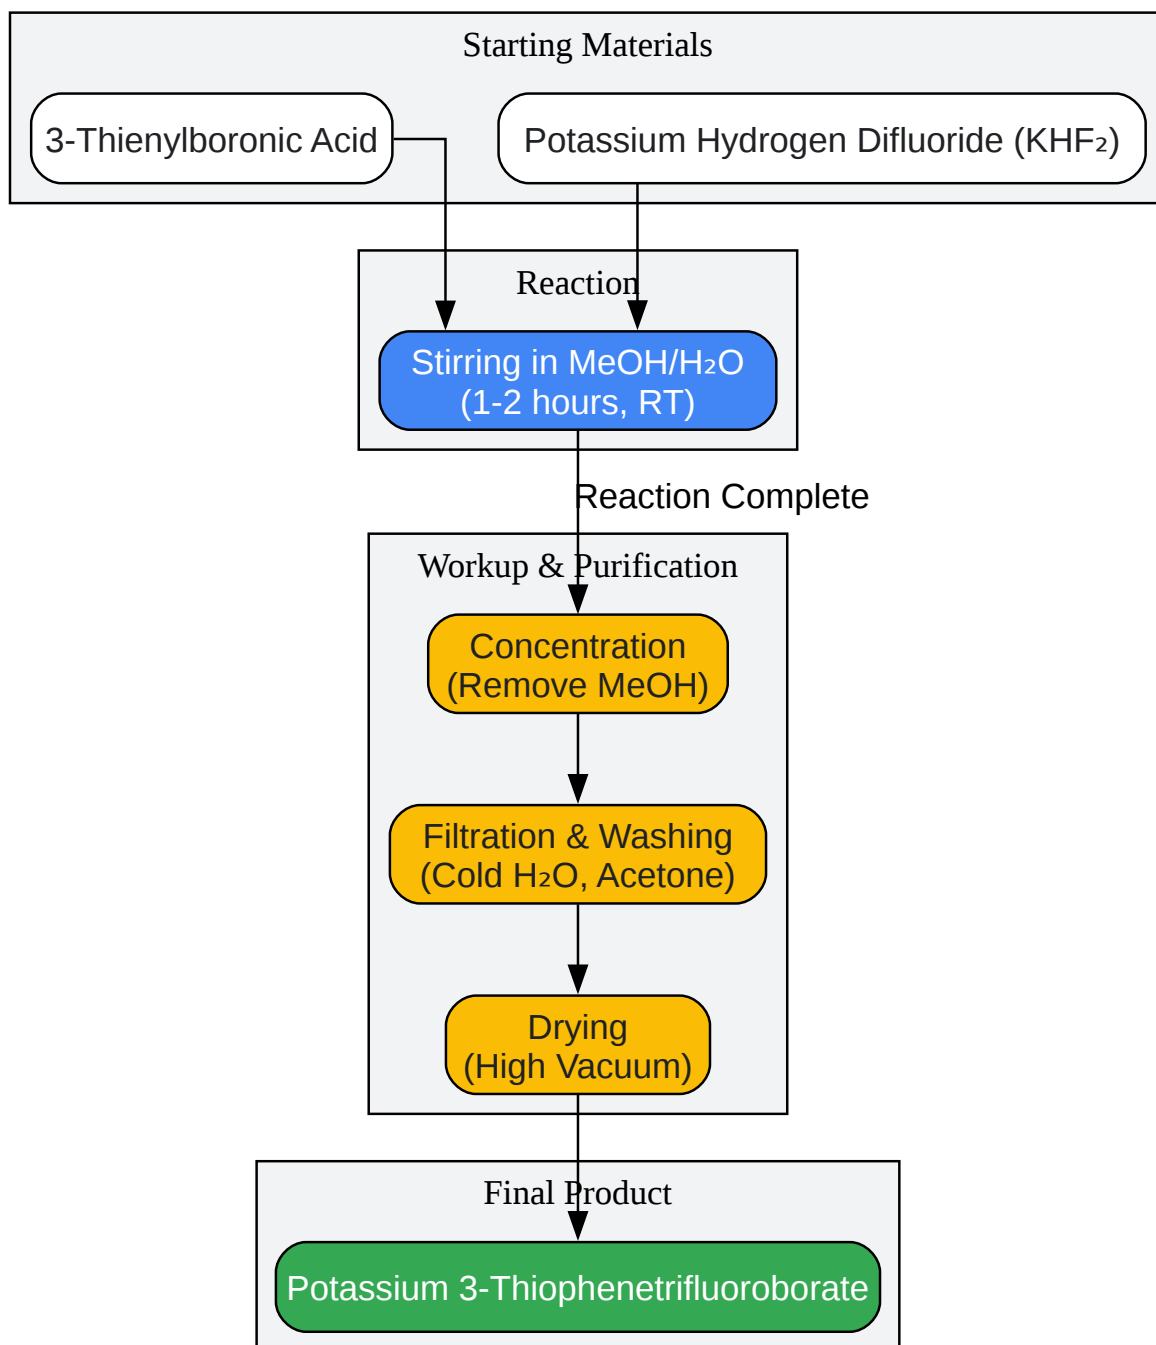 Starting Materials
3-Thienylboronic Acid
Potassium Hydrogen Difluoride (KHF₂)
Reaction
Stirring in MeOH/H₂O
(1-2 hours, RT)
Reaction Complete
Workup & Purification
Concentration
(Remove MeOH)
Filtration & Washing
(Cold H₂O, Acetone)
Drying
(High Vacuum)
Final Product
Potassium 3-Thiophenetrifluoroborate